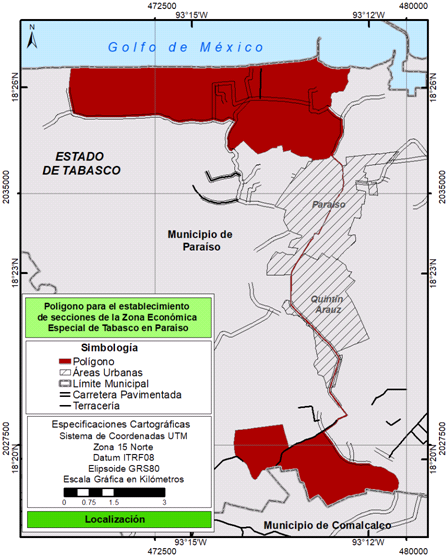 472500
93°15'W
93°12'W
480000
N
Golfo de México
18°26'N
18°26'N
ESTADO
DE TABASCO
2035000
2035000
Paraíso
Municipio de
Paraíso
18°23'N
18°23'N
Quintín
Arauz
Polígono para el establecimiento
de secciones de la Zona Económica
Especial de Tabasco en Paraiso
Simbología
Polígono
Áreas Urbanas
Límite Municipal
Carretera Pavimentada
Terracería
Especificaciones Cartográficas
Sistema de Coordenadas UTM
Zona 15 Norte
Datum ITRF08
Elipsoide GRS80
Escala Gráfica en Kilómetros
0 0.75 1.5 3
Localización
2027500
2027500
18°20'N
18°20'N
Municipio de Comalcalco
472500
93°15'W
93°12'W
480000